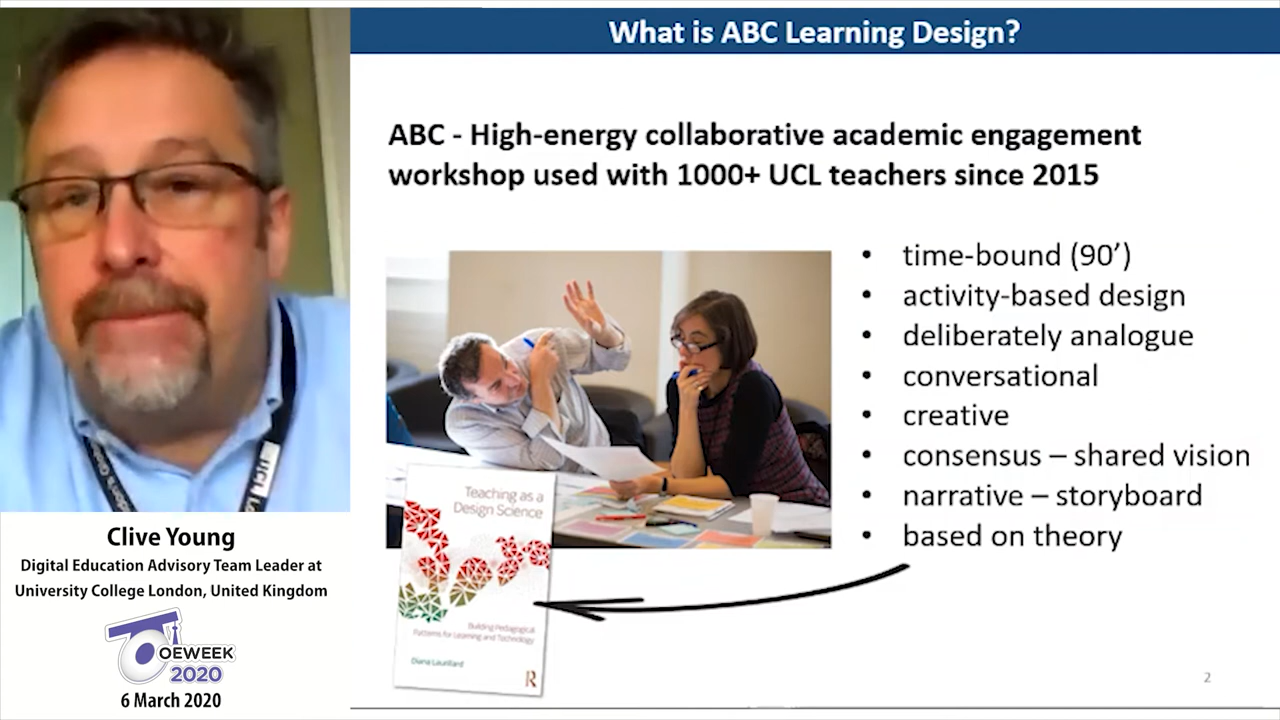 What is ABC Learning Design?
ABC - High-energy collaborative academic engagement
workshop used with 1000+ UCL teachers since 2015
• time-bound (90’)
• activity-based design
• deliberately analogue
• conversational
• creative
• consensus – shared vision
• narrative – storyboard
• based on theory
Teaching as a
Design Science
Building Pedagogical
Patterns for Learning and Technology
Diana Laurillard
R
2
Clive Young
Digital Education Advisory Team Leader at
University College London, United Kingdom
OEWEEK
2020
6 March 2020